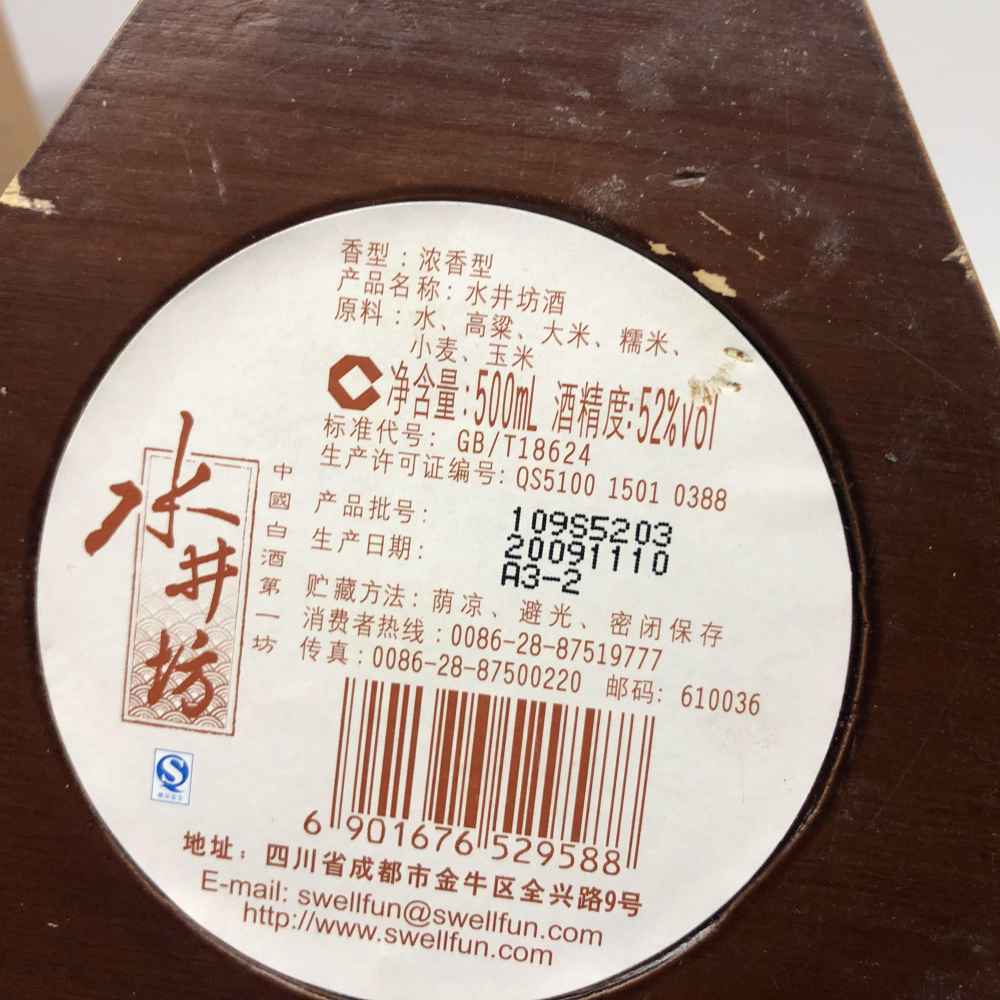 香型：浓香型
产品名称：水井坊酒
原料：水、高粱、大米、糯米、
小麦、玉米
净含量:500mL 酒精度:52%vol
标准代号： GB/T18624
生产许可证编号: QS5100 1501 0388
产品批号： 109S5203
生产日期： 20091110
A3-2
贮藏方法：荫凉、避光、密闭保存
消费者热线：0086-28-87519777
传真：0086-28-87500220 邮码：610036
水井坊
中國白酒第一坊
6 901676 529588
地址：四川省成都市金牛区全兴路9号
E-mail: swellfun@swellfun.com
http://www.swellfun.com